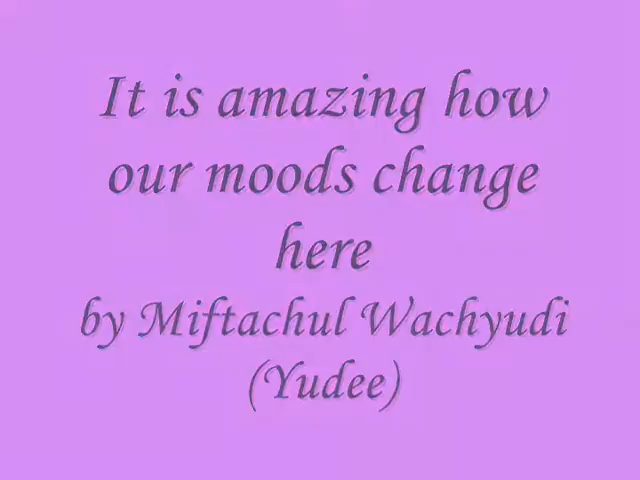 It is amazing how
our moods change
here
by Miftachul Wachyudi
(Yudee)